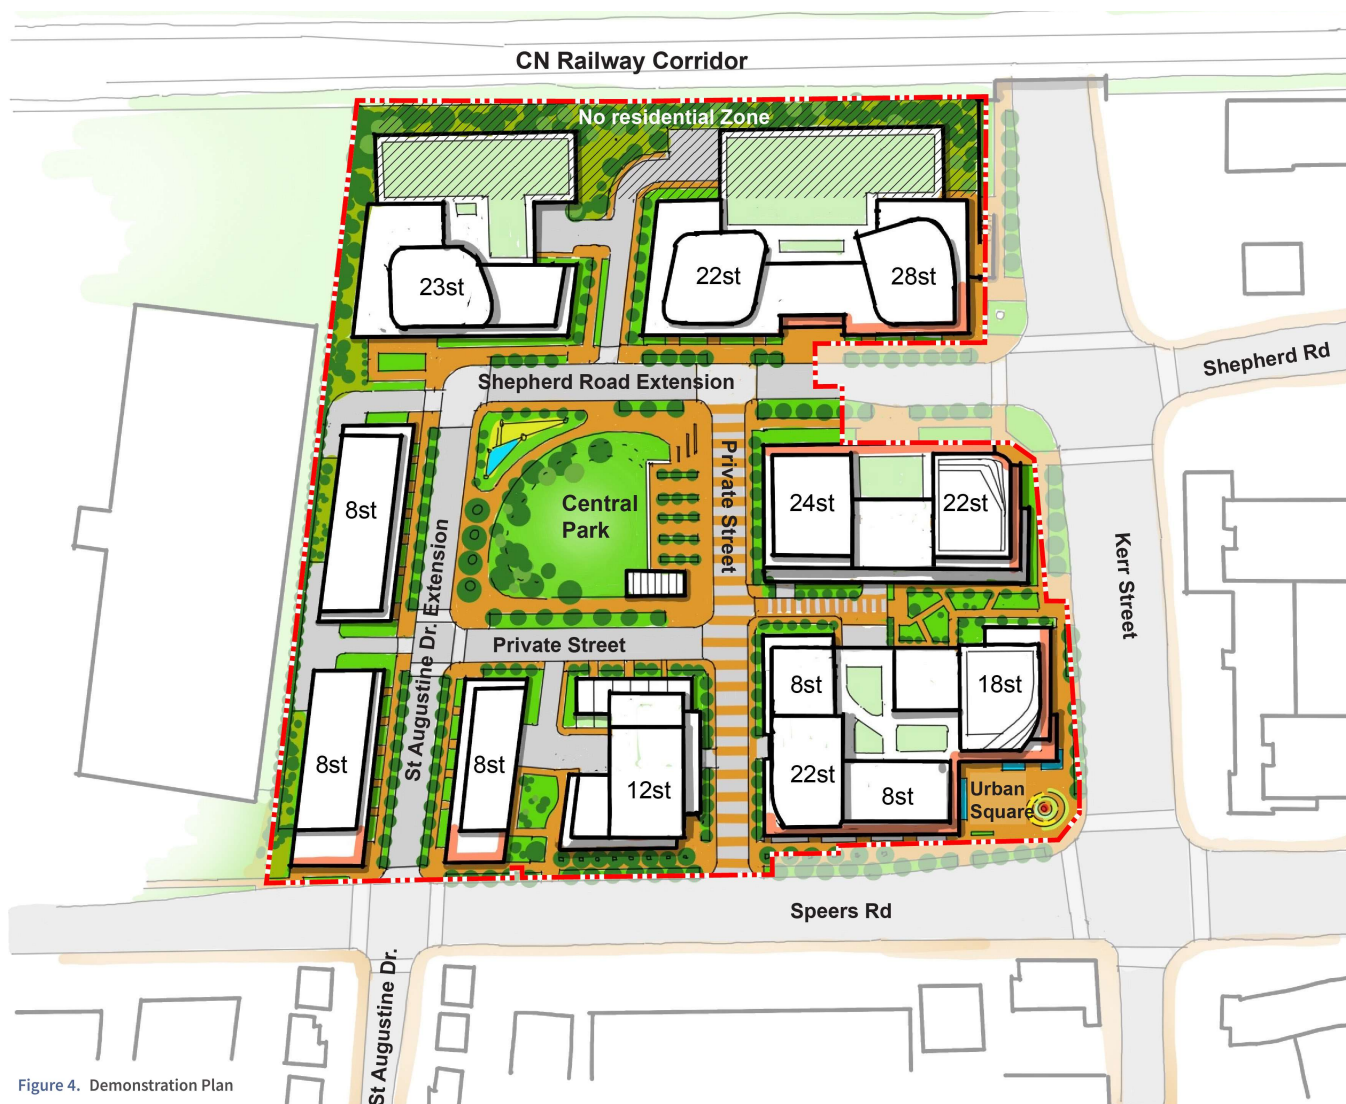 CN Railway Corridor
No residential Zone
23st
22st
28st
Shepherd Rd
Shepherd Road Extension
Private Street
24st
22st
8st
Central
Park
St Augustine Dr. Extension
Kerr Street
Private Street
8st
18st
8st
8st
12st
22st
8st
Urban
Square
Speers Rd
St Augustine Dr.
Figure 4. Demonstration Plan